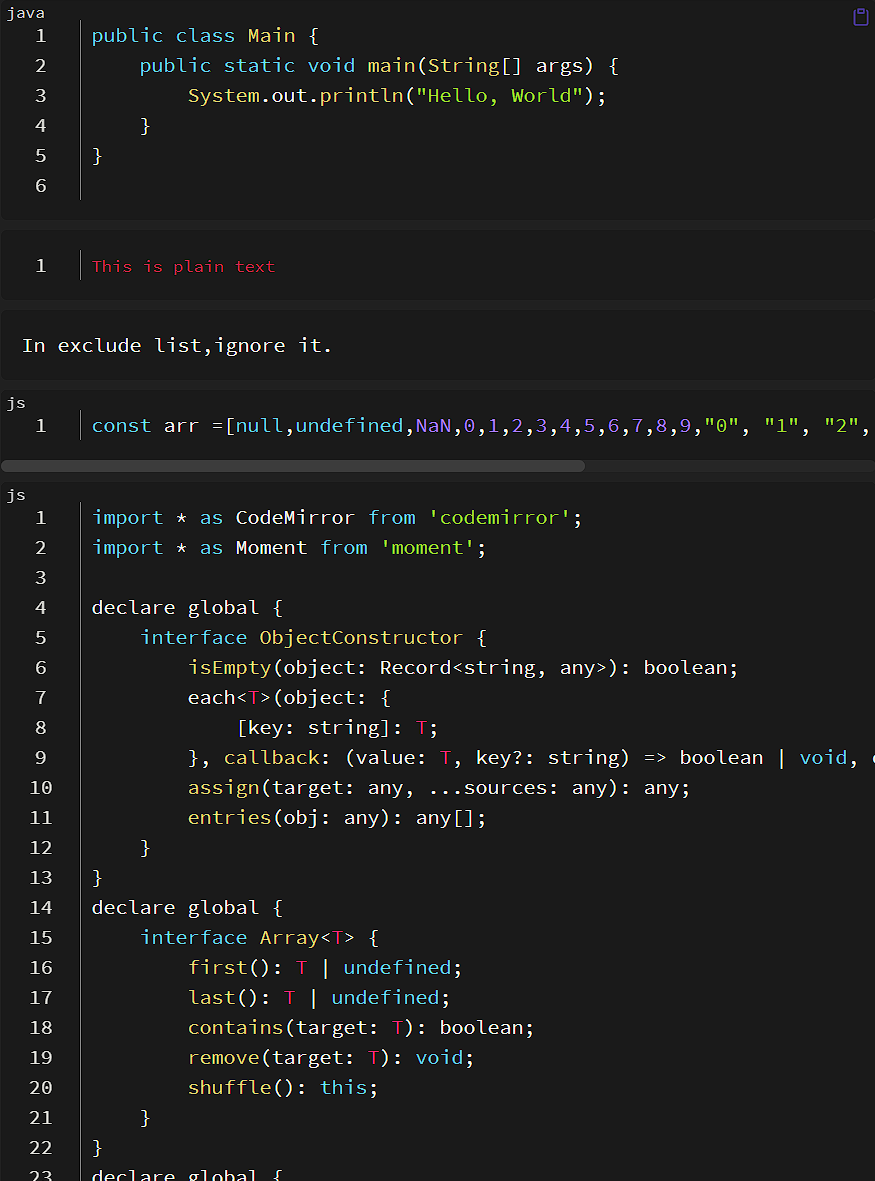 java
1 public class Main {
2     public static void main(String[] args) {
3         System.out.println("Hello, World");
4     }
5 }
6
1 This is plain text
In exclude list,ignore it.
js
1 const arr =[null,undefined,NaN,0,1,2,3,4,5,6,7,8,9,"0", "1", "2",
js
1 import * as CodeMirror from 'codemirror';
2 import * as Moment from 'moment';
3
4 declare global {
5     interface ObjectConstructor {
6         isEmpty(object: Record<string, any>): boolean;
7         each<T>(object: {
8             [key: string]: T;
9         }, callback: (value: T, key?: string) => boolean | void,
10         assign(target: any, ...sources: any): any;
11         entries(obj: any): any[];
12     }
13 }
14 declare global {
15     interface Array<T> {
16         first(): T | undefined;
17         last(): T | undefined;
18         contains(target: T): boolean;
19         remove(target: T): void;
20         shuffle(): this;
21     }
22 }
23 declare global {